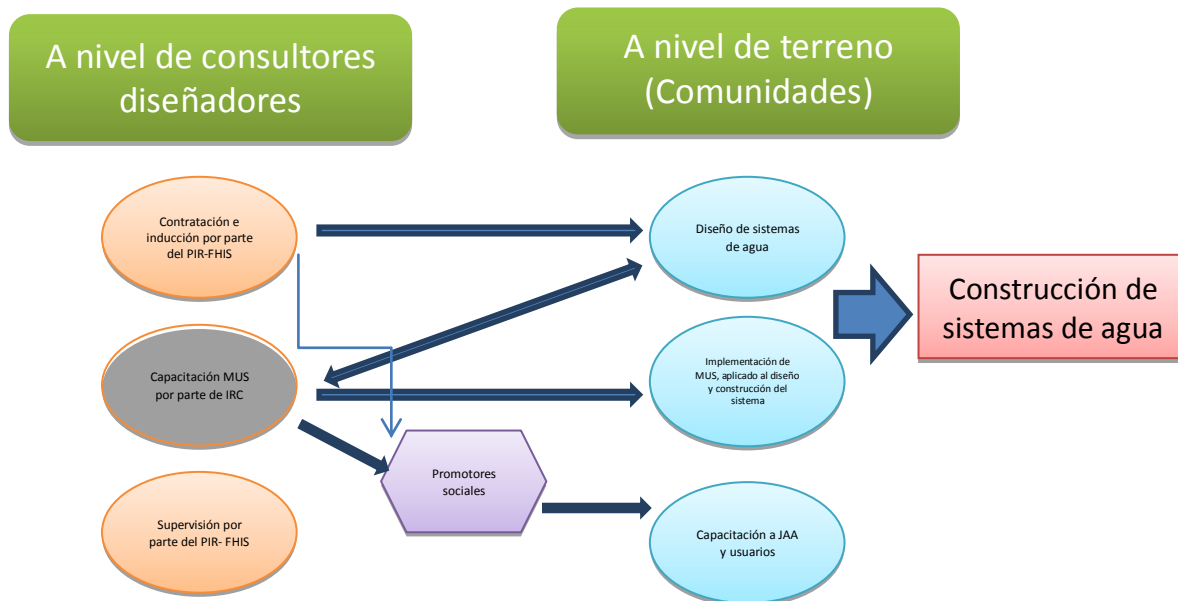 A nivel de consultores
diseñadores
A nivel de terreno
(Comunidades)
Contratación e
inducción por parte
del PIR-FHIS
Diseño de sistemas
de agua
Construcción de
sistemas de agua
Capacitación MUS
por parte de IRC
Implementación de
MUS, aplicado al diseño
y construcción del
sistema
Promotores
sociales
Supervisión por
parte del PIR- FHIS
Capacitación a JAA
y usuarios